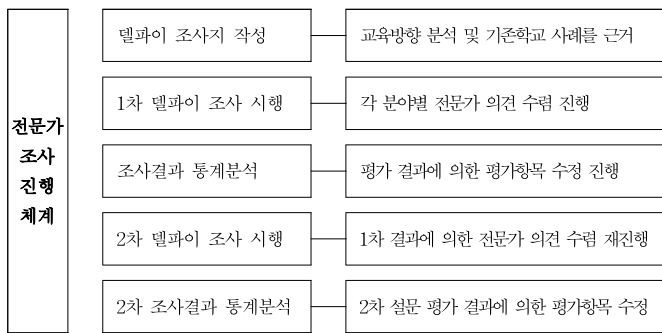 전문가
조사
진행
체계
델파이 조사지 작성
교육방향 분석 및 기존학교 사례를 근거
1차 델파이 조사 시행
각 분야별 전문가 의견 수렴 진행
조사결과 통계분석
평가 결과에 의한 평가항목 수정 진행
2차 델파이 조사 시행
1차 결과에 의한 전문가 의견 수렴 재진행
2차 조사결과 통계분석
2차 설문 평가 결과에 의한 평가항목 수정